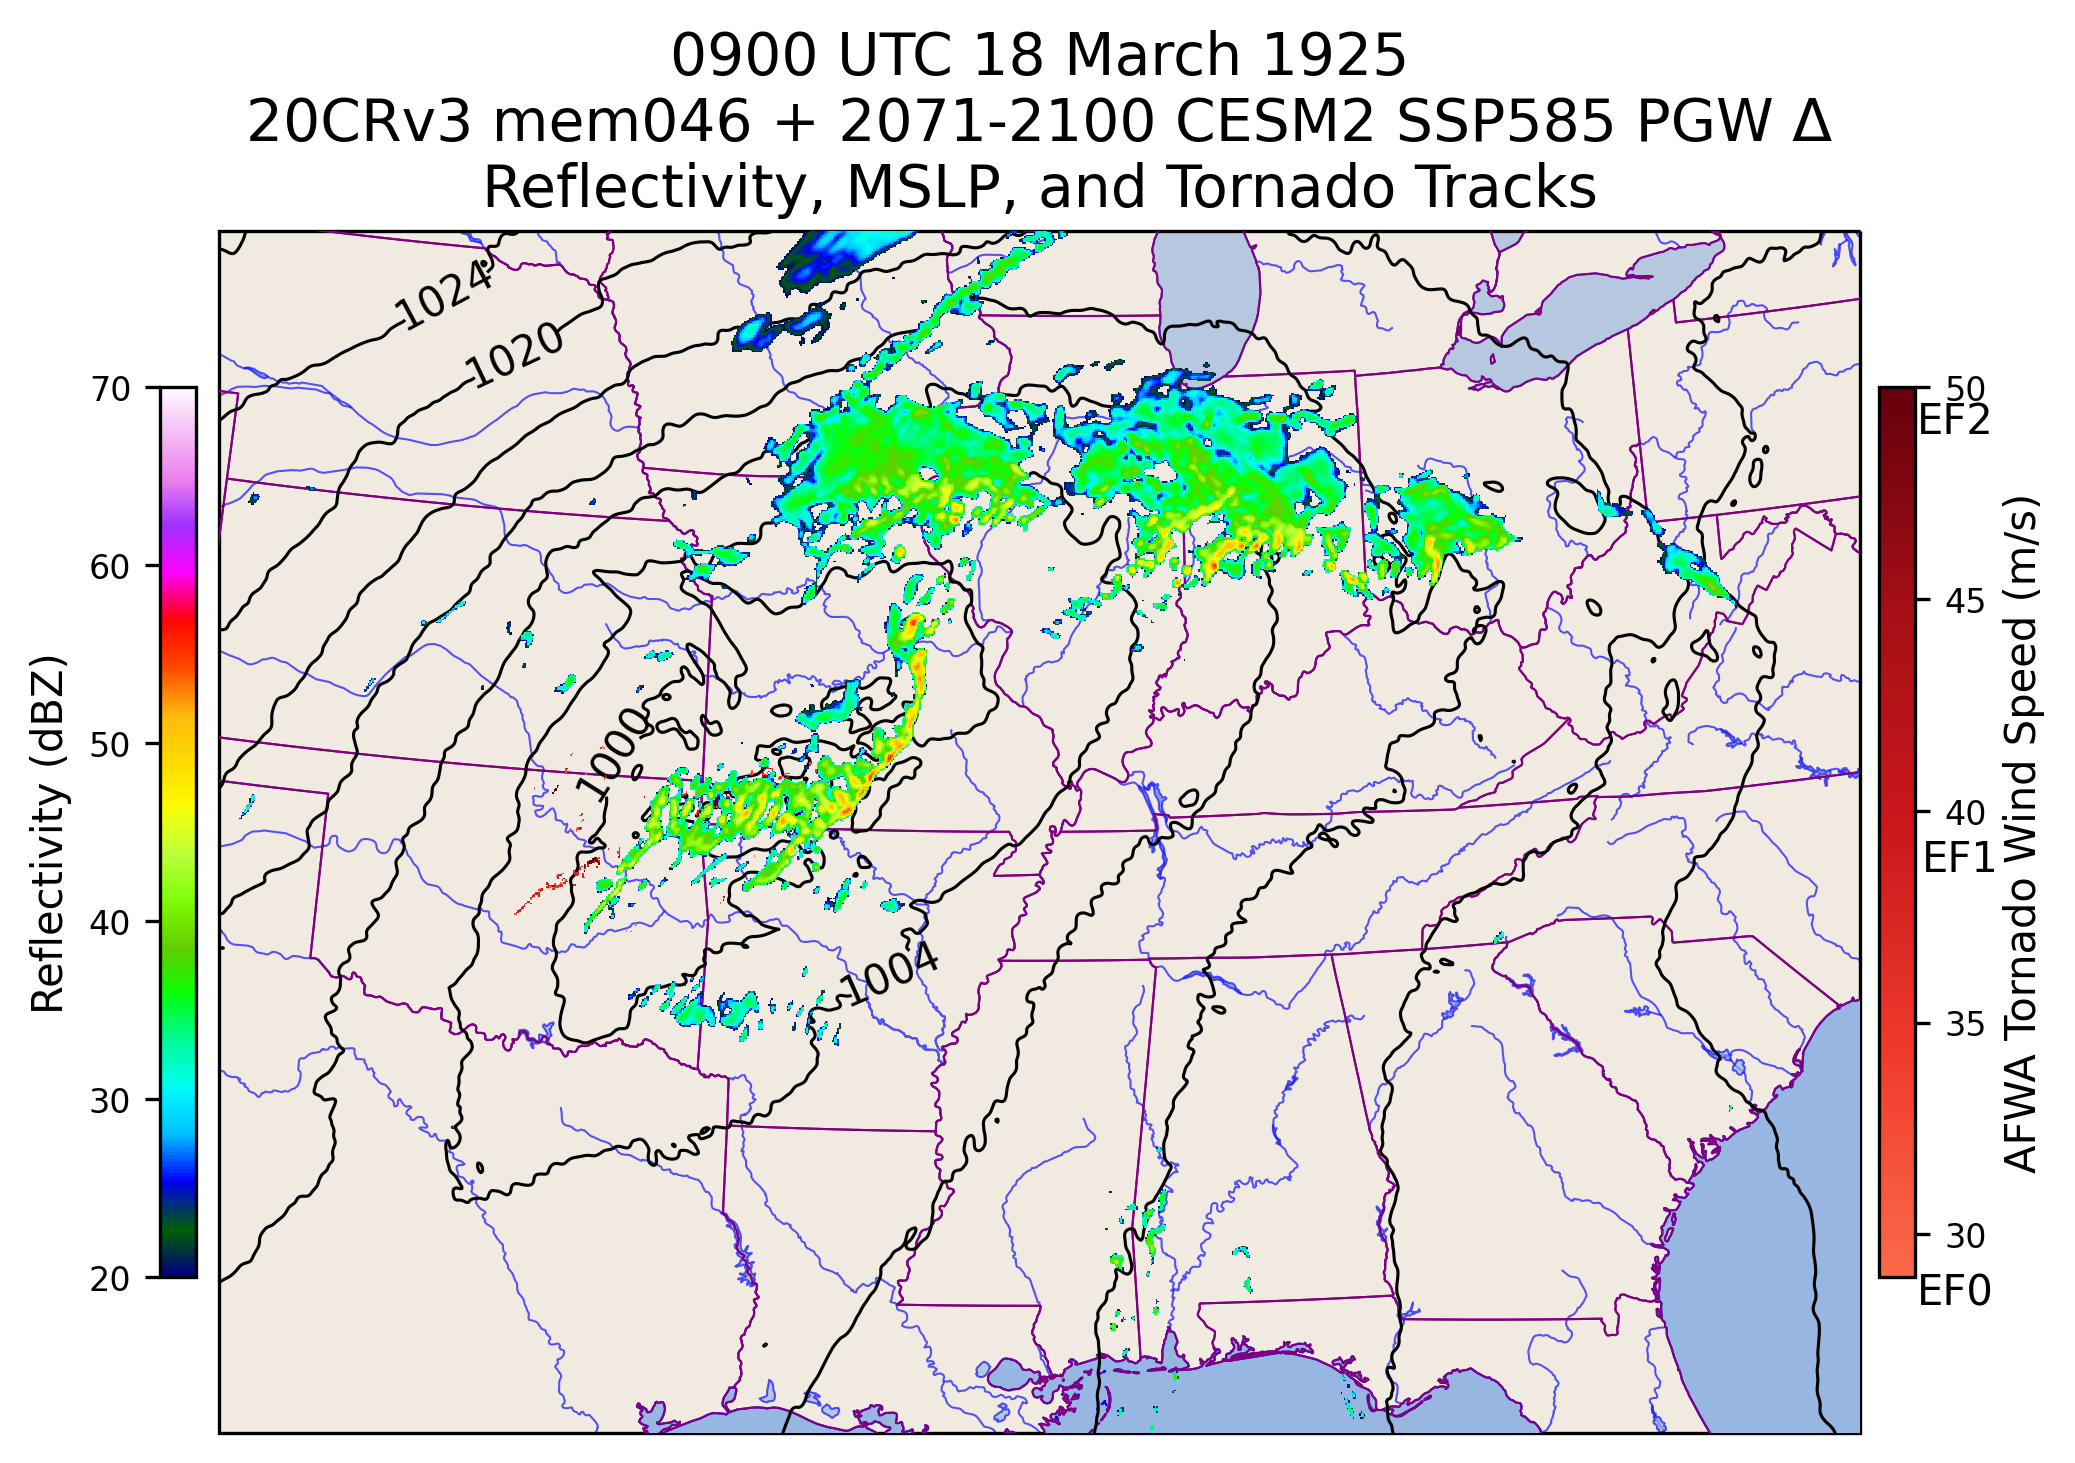 0900 UTC 18 March 1925
20CRv3 mem046 + 2071-2100 CESM2 SSP585 PGW Δ
Reflectivity, MSLP, and Tornado Tracks
70
60
50
40
30
20
Reflectivity (dBZ)
1024
1020
1000
1004
50
EF2
45
40
EF1
35
30
EF0
AFWA Tornado Wind Speed (m/s)